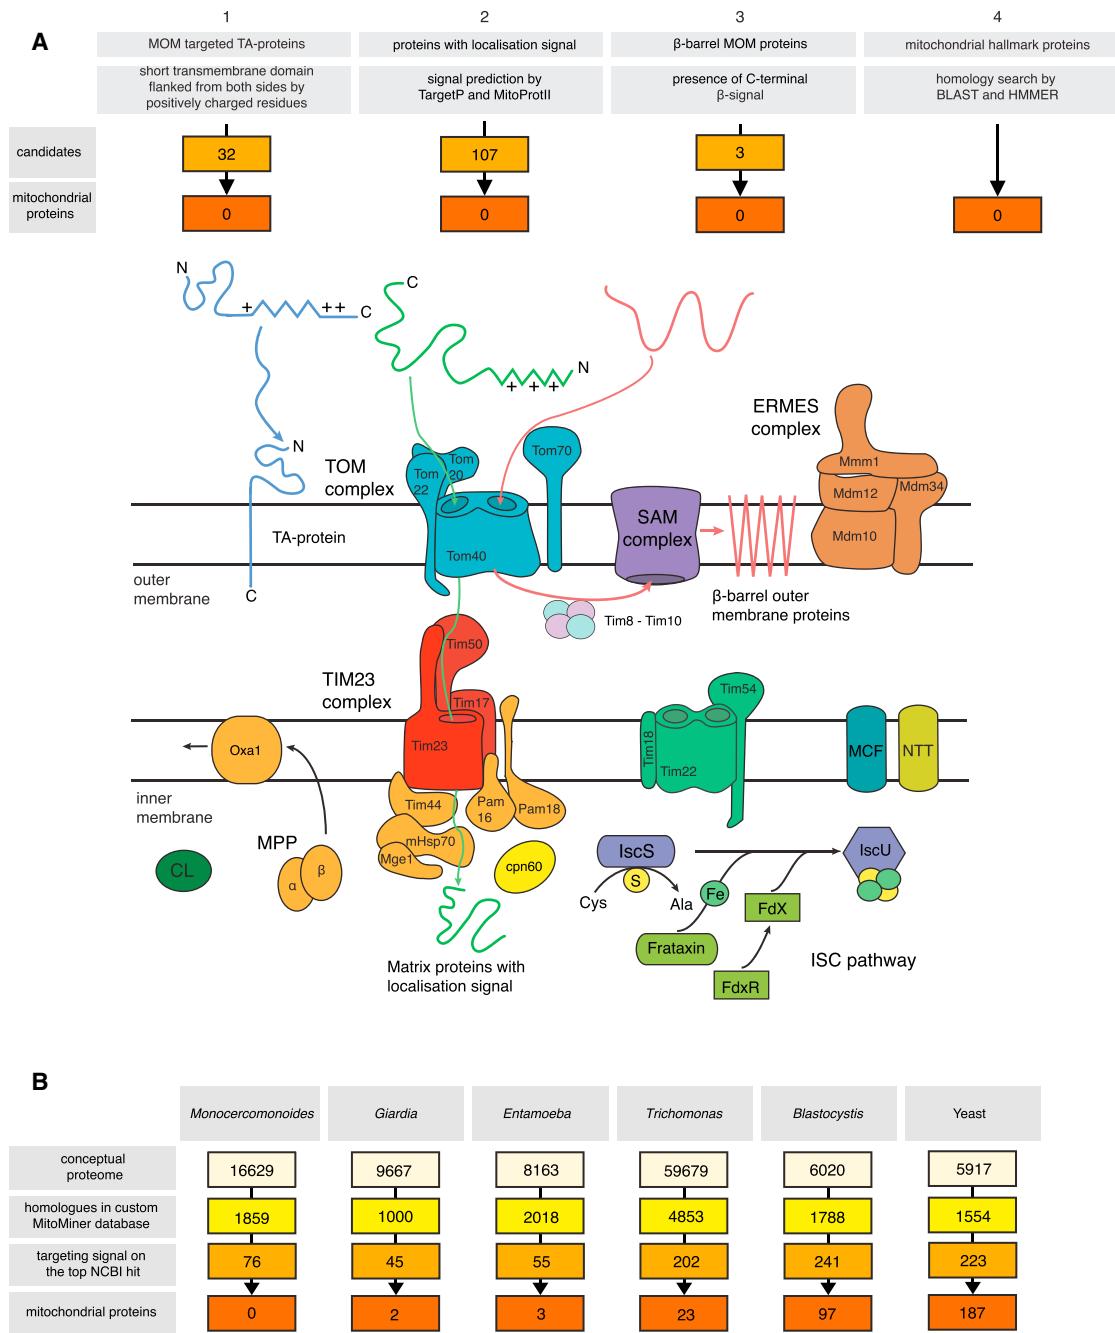 A
1
2
3
4
MOM targeted TA-proteins
proteins with localisation signal
β-barrel MOM proteins
mitochondrial hallmark proteins
short transmembrane domain
flanked from both sides by
positively charged residues
signal prediction by
TargetP and MitoProtII
presence of C-terminal
β-signal
homology search by
BLAST and HMMER
candidates
32
107
3
mitochondrial
proteins
0
0
0
0
N
+
++
C
C
N
+ + +
N
C
TOM
complex
TA-protein
outer
membrane
Tom
22
Tom
20
Tom70
Tom40
SAM
complex
ERMES
complex
Mmm1
Mdm12
Mdm34
Mdm10
β-barrel outer
membrane proteins
Tim8 - Tim10
TIM23
complex
Tim50
Tim17
Tim23
Tim54
Tim18
Tim22
MCF
NTT
Oxa1
inner
membrane
Tim44
Pam
16
Pam18
mHsp70
Mge1
MPP
α
β
CL
cpn60
IscS
S
Cys
Ala
Fe
Frataxin
FdX
FdxR
IscU
ISC pathway
Matrix proteins with
localisation signal
B
Monocercomonoides
Giardia
Entamoeba
Trichomonas
Blastocystis
Yeast
conceptual
proteome
16629
9667
8163
59679
6020
5917
homologues in custom
MitoMiner database
1859
1000
2018
4853
1788
1554
targeting signal on
the top NCBI hit
76
45
55
202
241
223
mitochondrial proteins
0
2
3
23
97
187